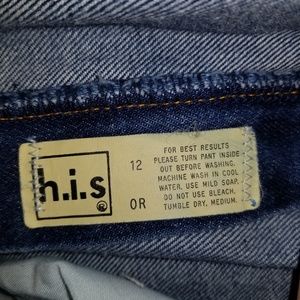 h.i.s
12
OR
FOR BEST RESULTS
PLEASE TURN PANT INSIDE
OUT BEFORE WASHING.
MACHINE WASH IN COOL
WATER. USE MILD SOAP.
DO NOT USE BLEACH.
TUMBLE DRY, MEDIUM.